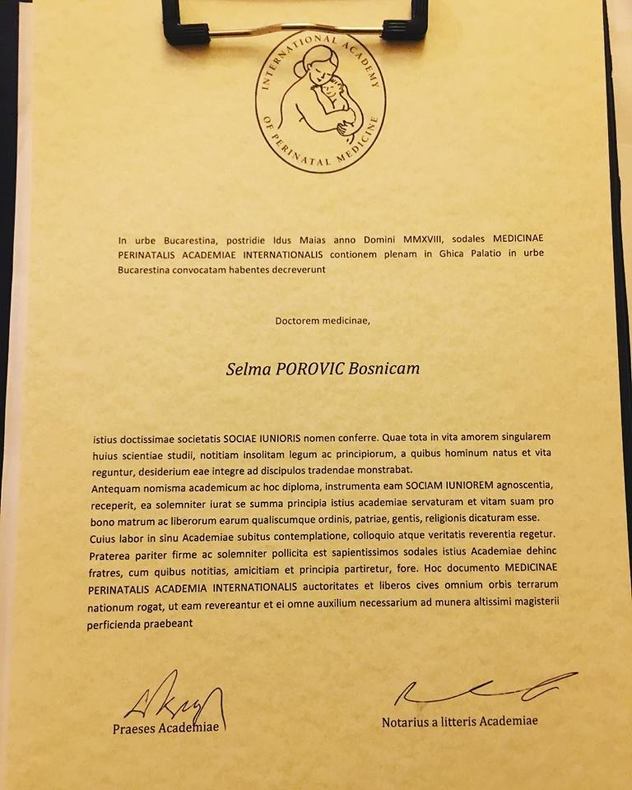 INTERNATIONAL ACADEMY
OF PERINATAL MEDICINE
In urbe Bucarestina, postridie Idus Maias anno Domini MMXVIII, sodales MEDICINAE
PERINATALIS ACADEMIAE INTERNATIONALIS contionem plenam in Ghica Palatio in urbe
Bucarestina convocatam habentes decreverunt
Doctorem medicinae,
Selma POROVIC Bosnicam
istius doctissimae societatis SOCIAE IUNIORIS nomen conferre. Quae tota in vita amorem singularem
huius scientiae studii, notitiam insolitam legum ac principiorum, a quibus hominum natus et vita
reguntur, desiderium eae integre ad discipulos tradendae monstrabat.
Antequam nomisma academicum ac hoc diploma, instrumenta eam SOCIAM IUNIOREM agnoscentia,
receperit, ea solemniter iurat se summa principia istius academiae servaturam et vitam suam pro
bono matrum ac liberorum earum qualiscumque ordinis, patriae, gentis, religionis dicaturam esse.
Cuius labor in sinu Academiae subitus contemplatione, colloquio atque veritatis reverentia regetur.
Praterea pariter firme ac solemniter pollicita est sapientissimos sodales istius Academiae dehinc
fratres, cum quibus notitias, amicitiam et principia partiretur, fore. Hoc documento MEDICINAE
PERINATALIS ACADEMIA INTERNATIONALIS auctoritates et liberos cives omnium orbis terrarum
nationum rogat, ut eam revereantur et ei omne auxilium necessarium ad munera altissimi magisterii
perficienda praebeant
Praeses Academiae
Notarius a litteris Academiae